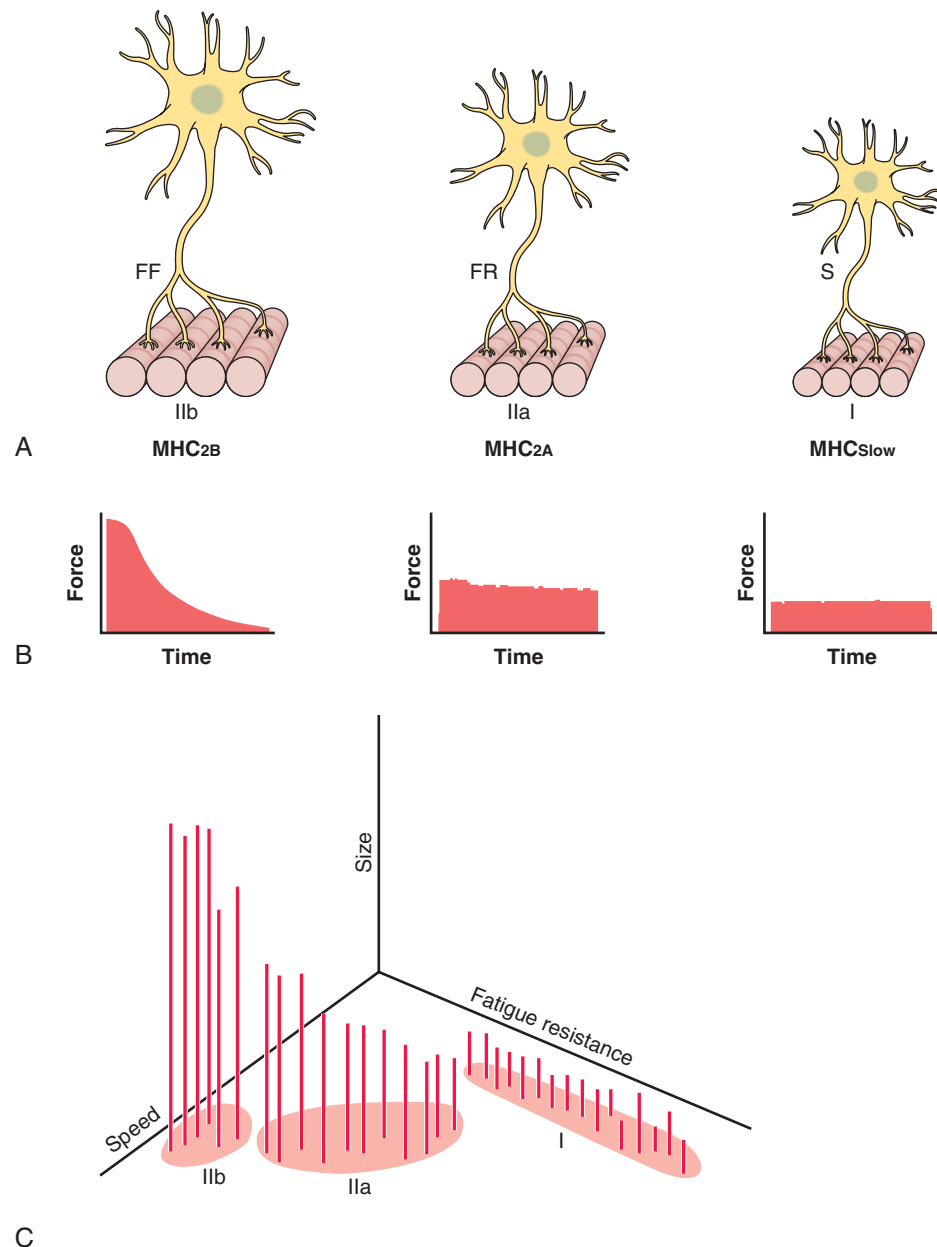 FF
FR
S
IIb
IIa
I
A
MHC2B
MHC2A
MHCSlow
Force
Force
Force
B
Time
Time
Time
Size
Fatigue resistance
Speed
I
IIb
IIa
C